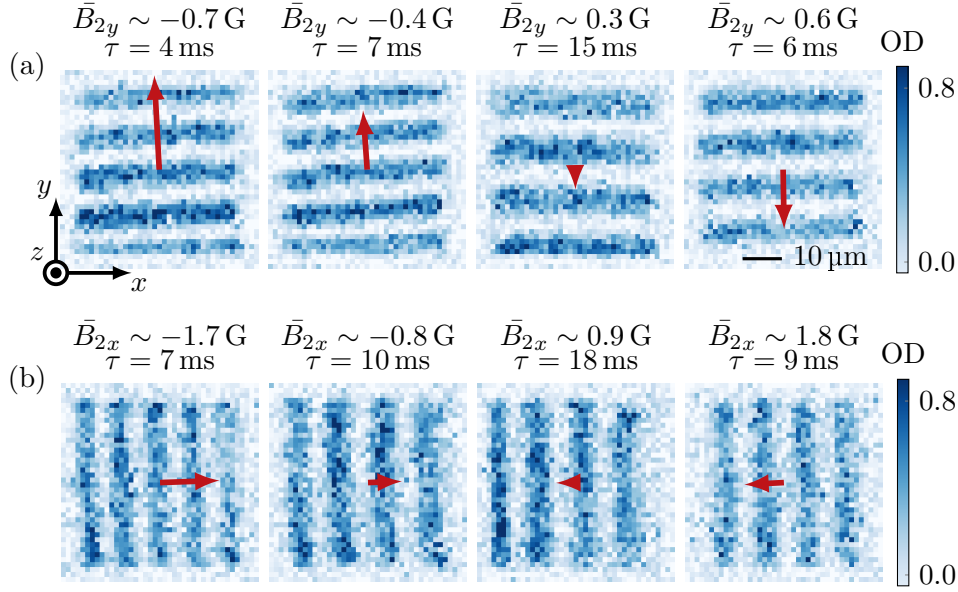 B̄₂y ∼ −0.7 G B̄₂y ∼ −0.4 G B̄₂y ∼ 0.3 G B̄₂y ∼ 0.6 G
τ = 4 ms τ = 7 ms τ = 15 ms τ = 6 ms OD
(a)
0.8
y
z
x
10 µm
0.0
B̄₂x ∼ −1.7 G B̄₂x ∼ −0.8 G B̄₂x ∼ 0.9 G B̄₂x ∼ 1.8 G
τ = 7 ms τ = 10 ms τ = 18 ms τ = 9 ms OD
(b)
0.8
0.0